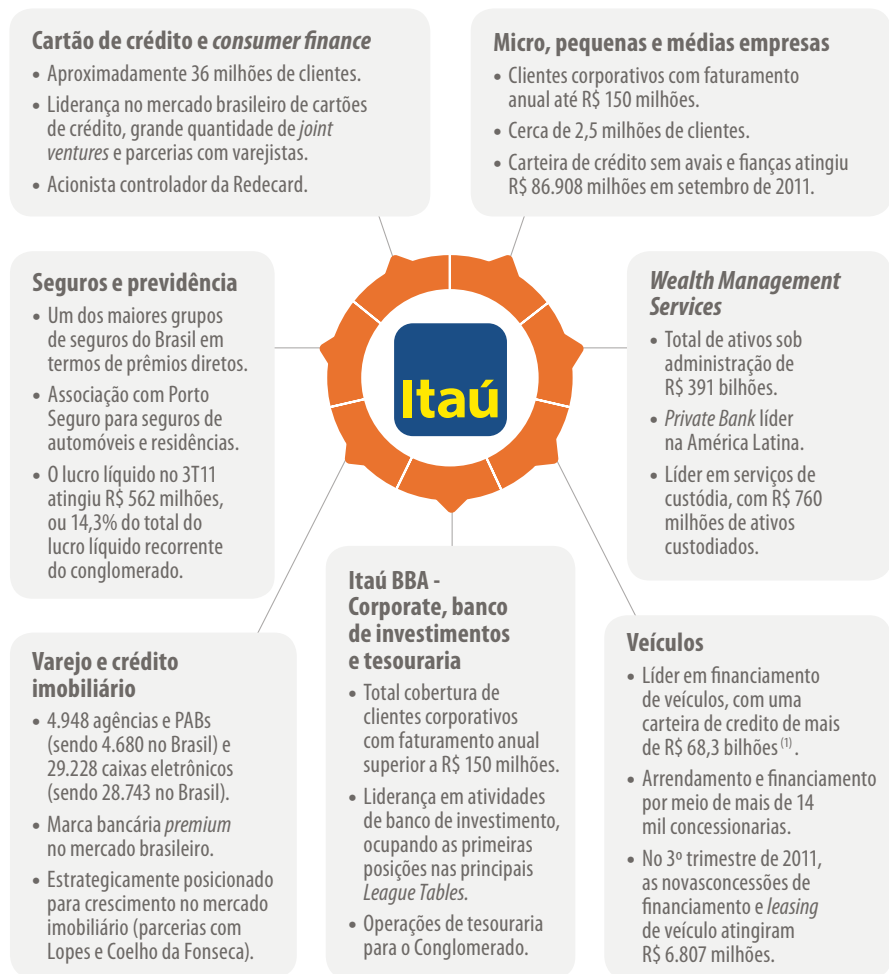 Cartão de crédito e consumer finance
• Aproximadamente 36 milhões de clientes.
• Liderança no mercado brasileiro de cartões
de crédito, grande quantidade de joint
ventures e parcerias com varejistas.
• Acionista controlador da Redecard.
Micro, pequenas e médias empresas
• Clientes corporativos com faturamento
anual até R$ 150 milhões.
• Cerca de 2,5 milhões de clientes.
• Carteira de crédito sem avais e fianças atingiu
R$ 86.908 milhões em setembro de 2011.
Seguros e previdência
• Um dos maiores grupos
de seguros do Brasil em
termos de prêmios diretos.
• Associação com Porto
Seguro para seguros de
automóveis e residências.
• O lucro líquido no 3T11
atingiu R$ 562 milhões,
ou 14,3% do total do
lucro líquido recorrente
do conglomerado.
Itaú
Wealth Management
Services
• Total de ativos sob
administração de
R$ 391 bilhões.
• Private Bank líder
na América Latina.
• Líder em serviços de
custódia, com R$ 760
milhões de ativos
custodiados.
Varejo e crédito
imobiliário
• 4.948 agências e PABs
(sendo 4.680 no Brasil) e
29.228 caixas eletrônicos
(sendo 28.743 no Brasil).
• Marca bancária premium
no mercado brasileiro.
• Estrategicamente posicionado
para crescimento no mercado
imobiliário (parcerias com
Lopes e Coelho da Fonseca).
Itaú BBA -
Corporate, banco
de investimentos
e tesouraria
• Total cobertura de
clientes corporativos
com faturamento anual
superior a R$ 150 milhões.
• Liderança em atividades
de banco de investimento,
ocupando as primeiras
posições nas principais
League Tables.
• Operações de tesouraria
para o Conglomerado.
Veículos
• Líder em financiamento
de veículos, com uma
carteira de credito de mais
de R$ 68,3 bilhões (1) .
• Arrendamento e financiamento
por meio de mais de 14
mil concessionarias.
• No 3º trimestre de 2011,
as novasconcessões de
financiamento e leasing
de veículo atingiram
R$ 6.807 milhões.